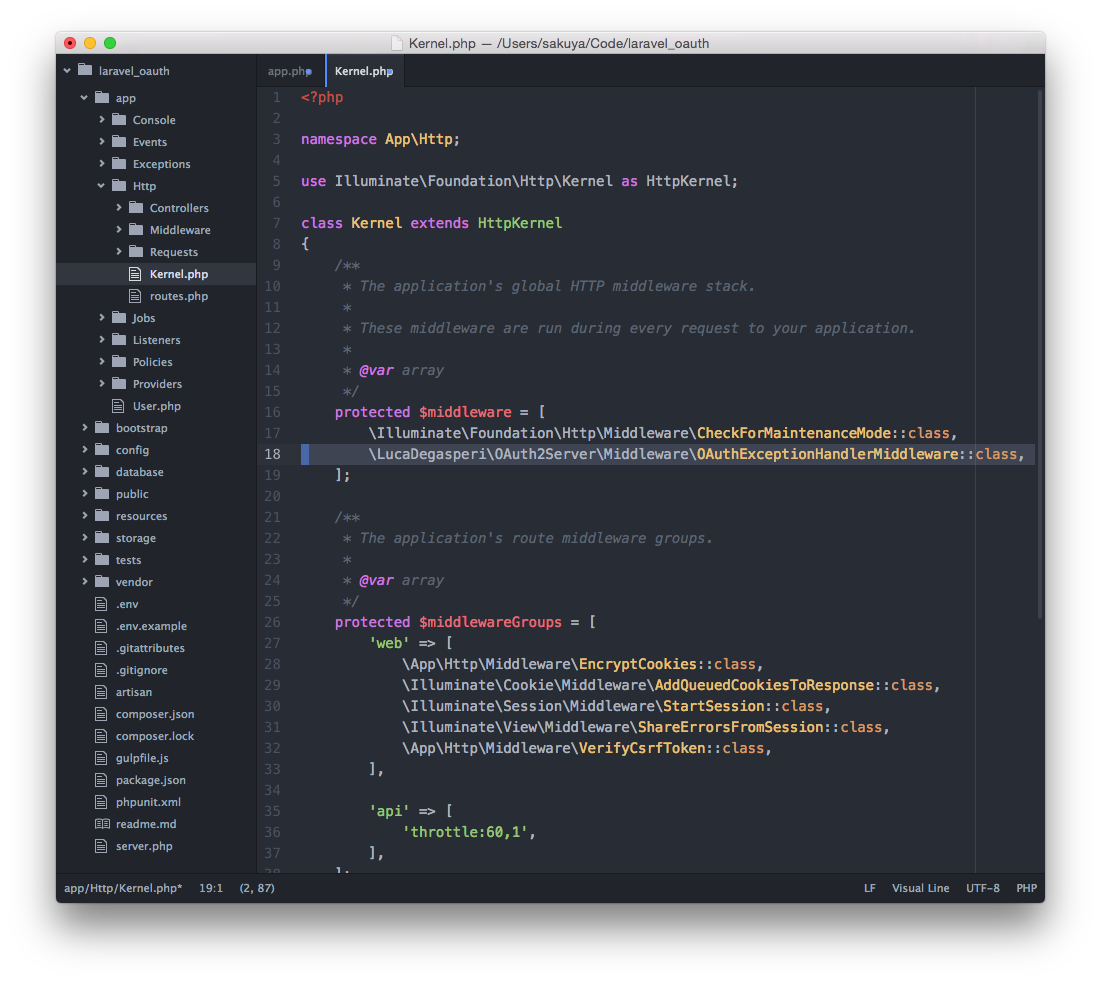 Kernel.php — /Users/sakuya/Code/laravel_oauth
laravel_oauth
app
Console
Events
Exceptions
Http
Controllers
Middleware
Requests
Kernel.php
routes.php
Jobs
Listeners
Policies
Providers
User.php
bootstrap
config
database
public
resources
storage
tests
vendor
.env
.env.example
.gitattributes
.gitignore
artisan
composer.json
composer.lock
gulpfile.js
package.json
phpunit.xml
readme.md
server.php
app.php Kernel.php
1 <?php
2
3 namespace App\Http;
4
5 use Illuminate\Foundation\Http\Kernel as HttpKernel;
6
7 class Kernel extends HttpKernel
8 {
9 /**
10 * The application's global HTTP middleware stack.
11 *
12 * These middleware are run during every request to your application.
13 *
14 * @var array
15 */
16 protected $middleware = [
17 \Illuminate\Foundation\Http\Middleware\CheckForMaintenanceMode::class,
18 \LucaDegasperi\OAuth2Server\Middleware\OAuthExceptionHandlerMiddleware::class,
19 ];
20
21 /**
22 * The application's route middleware groups.
23 *
24 * @var array
25 */
26 protected $middlewareGroups = [
27 'web' => [
28 \App\Http\Middleware\EncryptCookies::class,
29 \Illuminate\Cookie\Middleware\AddQueuedCookiesToResponse::class,
30 \Illuminate\Session\Middleware\StartSession::class,
31 \Illuminate\View\Middleware\ShareErrorsFromSession::class,
32 \App\Http\Middleware\VerifyCsrfToken::class,
33 ],
34
35 'api' => [
36 'throttle:60,1',
37 ],
38 ];
app/Http/Kernel.php* 19:1 (2, 87) LF Visual Line UTF-8 PHP